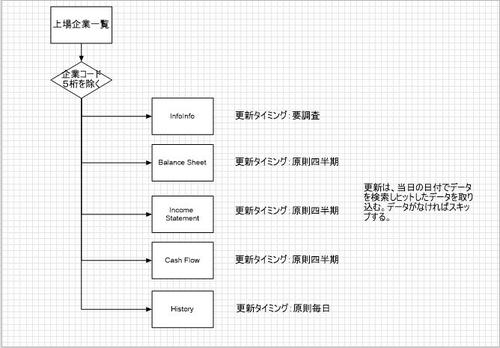 上場企業一覧
企業コード
5桁を除く
InfoInfo
更新タイミング：要調査
Balance Sheet
更新タイミング：原則四半期
Income
Statement
更新タイミング：原則四半期
更新は、当日の日付でデータ
を検索しヒットしたデータを取り
込む。データがなければスキッ
プする。
Cash Flow
更新タイミング：原則四半期
History
更新タイミング：原則毎日